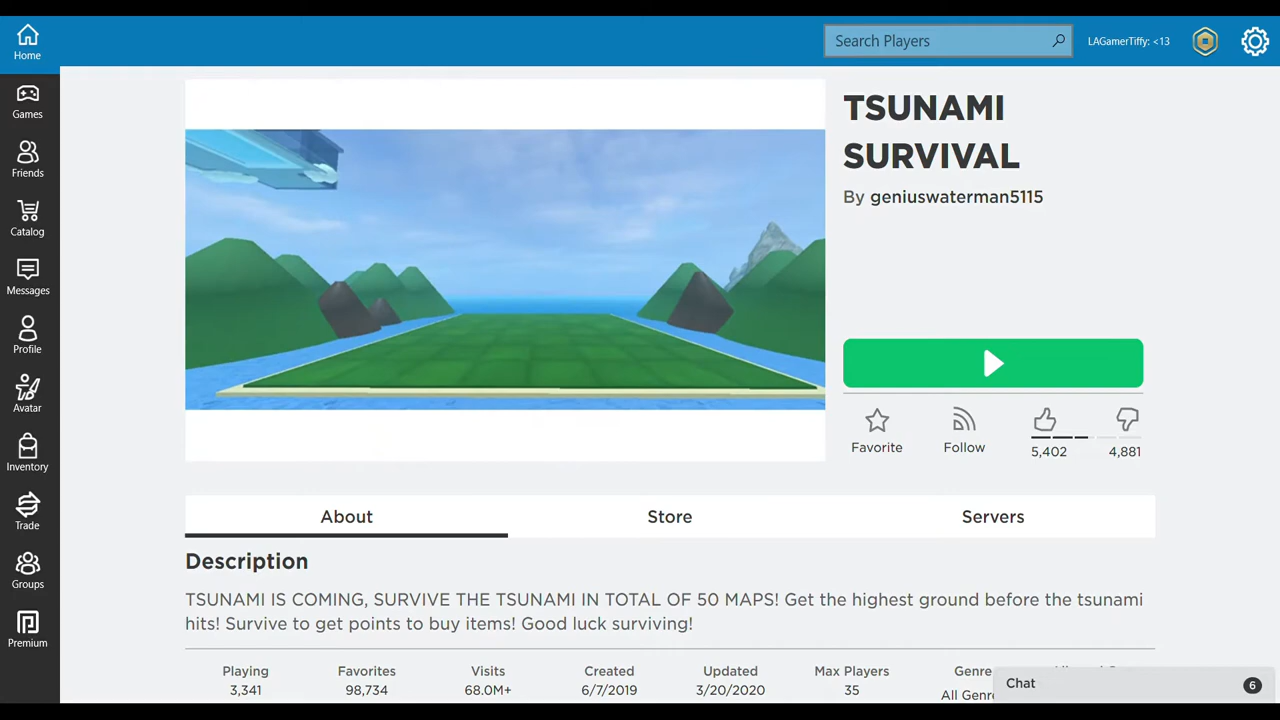 Home
Search Players
LAGamerTiffy: <13
Games
Friends
Catalog
Messages
Profile
Avatar
Inventory
Trade
Groups
Premium
TSUNAMI
SURVIVAL
By geniuswaterman5115
Favorite
Follow
5,402
4,881
About
Store
Servers
Description
TSUNAMI IS COMING, SURVIVE THE TSUNAMI IN TOTAL OF 50 MAPS! Get the highest ground before the tsunami
hits! Survive to get points to buy items! Good luck surviving!
Playing
Favorites
Visits
Created
Updated
Max Players
Genre
3,341
98,734
68.0M+
6/7/2019
3/20/2020
35
All Genre
Chat
6